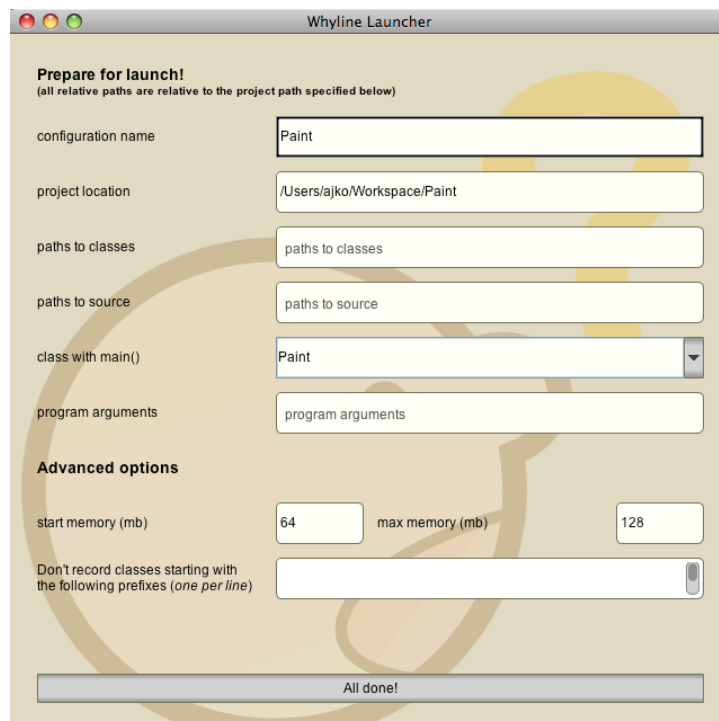 Whyline Launcher
Prepare for launch!
(all relative paths are relative to the project path specified below)
configuration name
Paint
project location
/Users/ajko/Workspace/Paint
paths to classes
paths to classes
paths to source
paths to source
class with main()
Paint
program arguments
program arguments
Advanced options
start memory (mb)
64
max memory (mb)
128
Don't record classes starting with
the following prefixes (one per line)
All done!